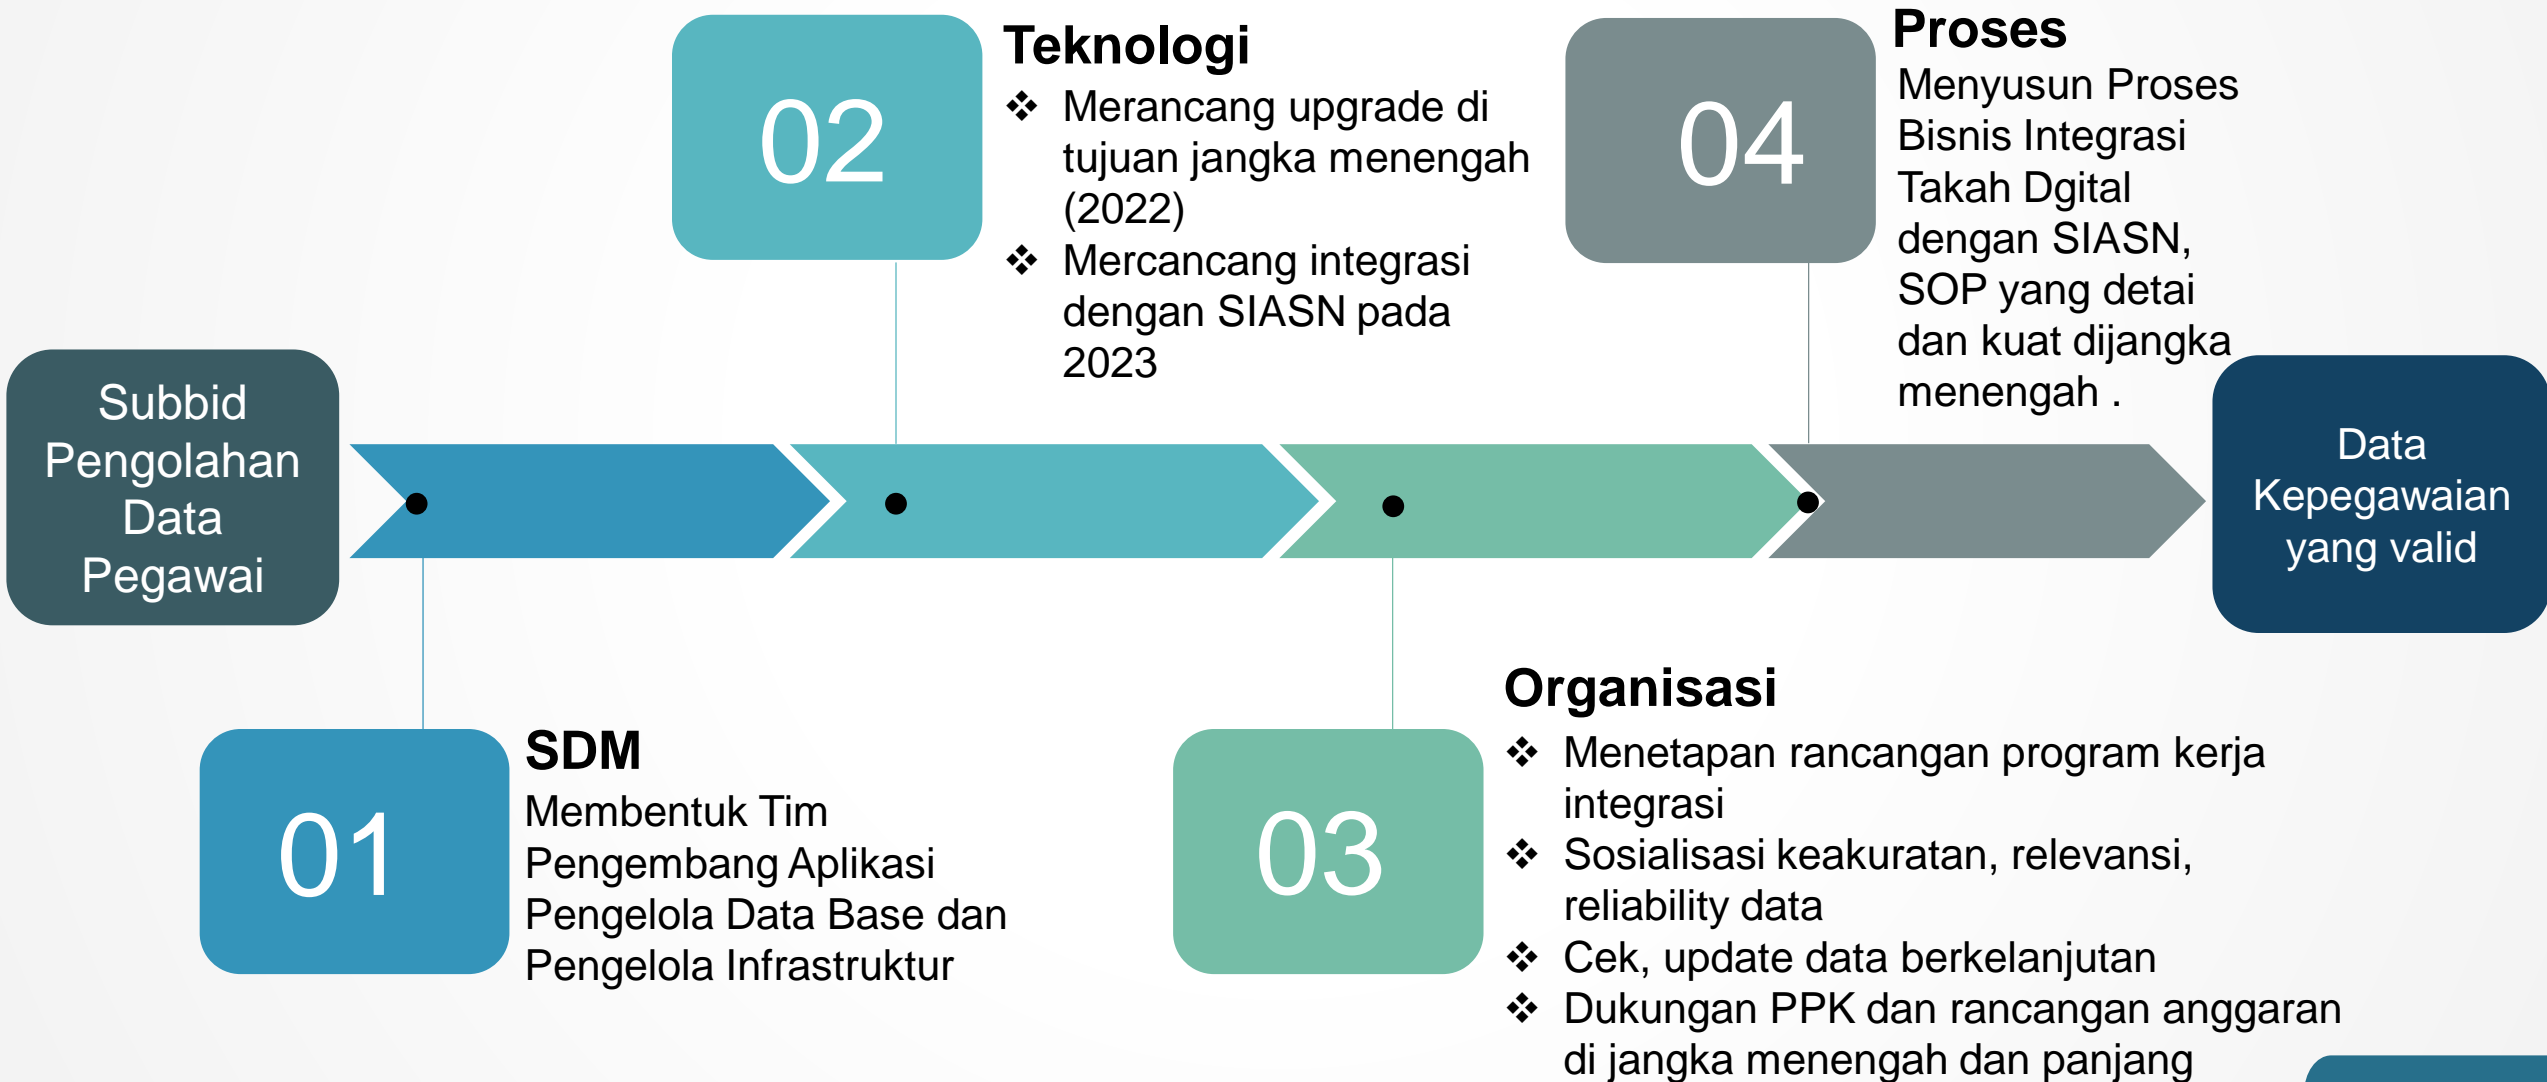 Subbid
Pengolahan
Data
Pegawai
01
SDM
Membentuk Tim
Pengembang Aplikasi
Pengelola Data Base dan
Pengelola Infrastruktur
02
Teknologi
❖ Merancang upgrade di
tujuan jangka menengah
(2022)
❖ Mercancang integrasi
dengan SIASN pada
2023
03
Organisasi
❖ Menetapan rancangan program kerja
integrasi
❖ Sosialisasi keakuratan, relevansi,
reliability data
❖ Cek, update data berkelanjutan
❖ Dukungan PPK dan rancangan anggaran
di jangka menengah dan panjang
04
Proses
Menyusun Proses
Bisnis Integrasi
Takah Dgital
dengan SIASN,
SOP yang detai
dan kuat dijangka
menengah .
Data
Kepegawaian
yang valid